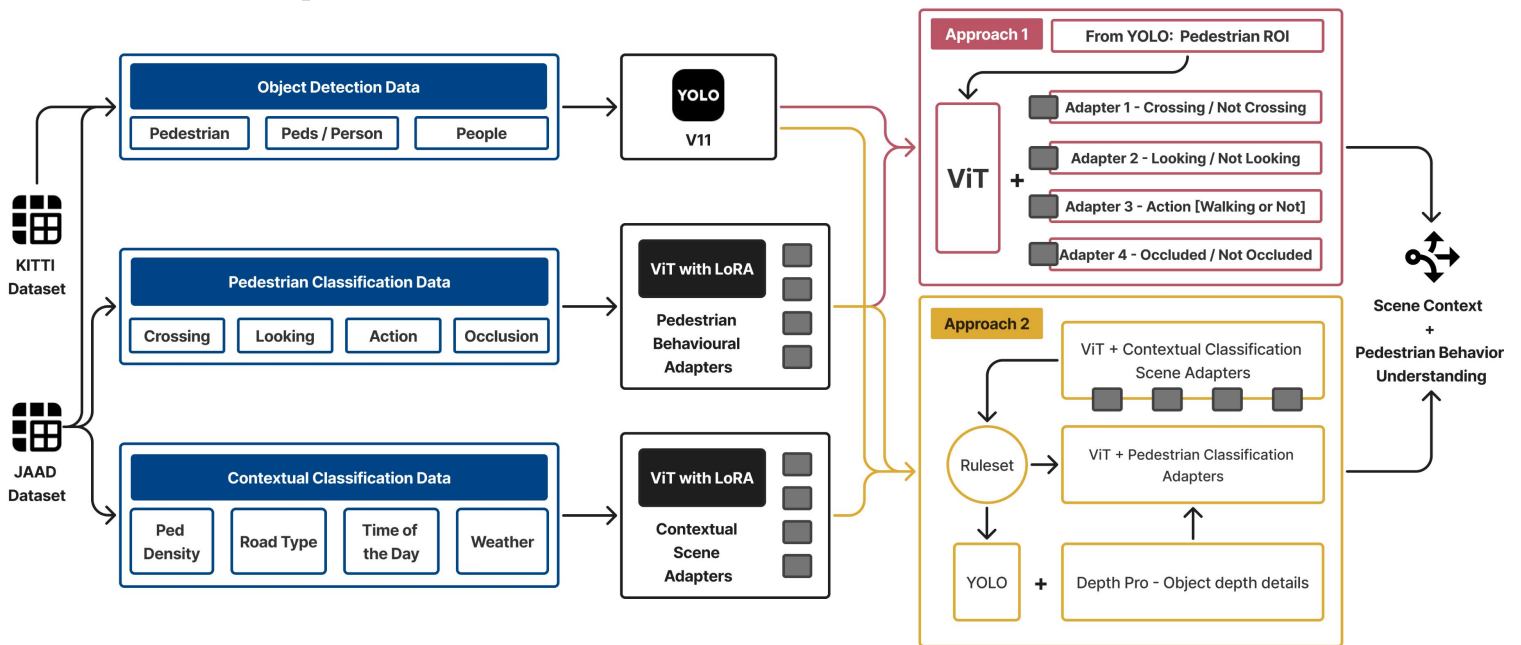 KITTI
Dataset
JAAD
Dataset
Object Detection Data
Pedestrian
Peds / Person
People
Pedestrian Classification Data
Crossing
Looking
Action
Occlusion
Contextual Classification Data
Ped
Density
Road Type
Time of
the Day
Weather
YOLO
V11
ViT with LoRA
Pedestrian
Behavioural
Adapters
ViT with LoRA
Contextual
Scene
Adapters
Approach 1
From YOLO: Pedestrian ROI
ViT
+
Adapter 1 - Crossing / Not Crossing
Adapter 2 - Looking / Not Looking
Adapter 3 - Action [Walking or Not]
Adapter 4 - Occluded / Not Occluded
Approach 2
ViT + Contextual Classification
Scene Adapters
Ruleset
ViT + Pedestrian Classification
Adapters
YOLO
+
Depth Pro - Object depth details
Scene Context
+
Pedestrian Behavior
Understanding